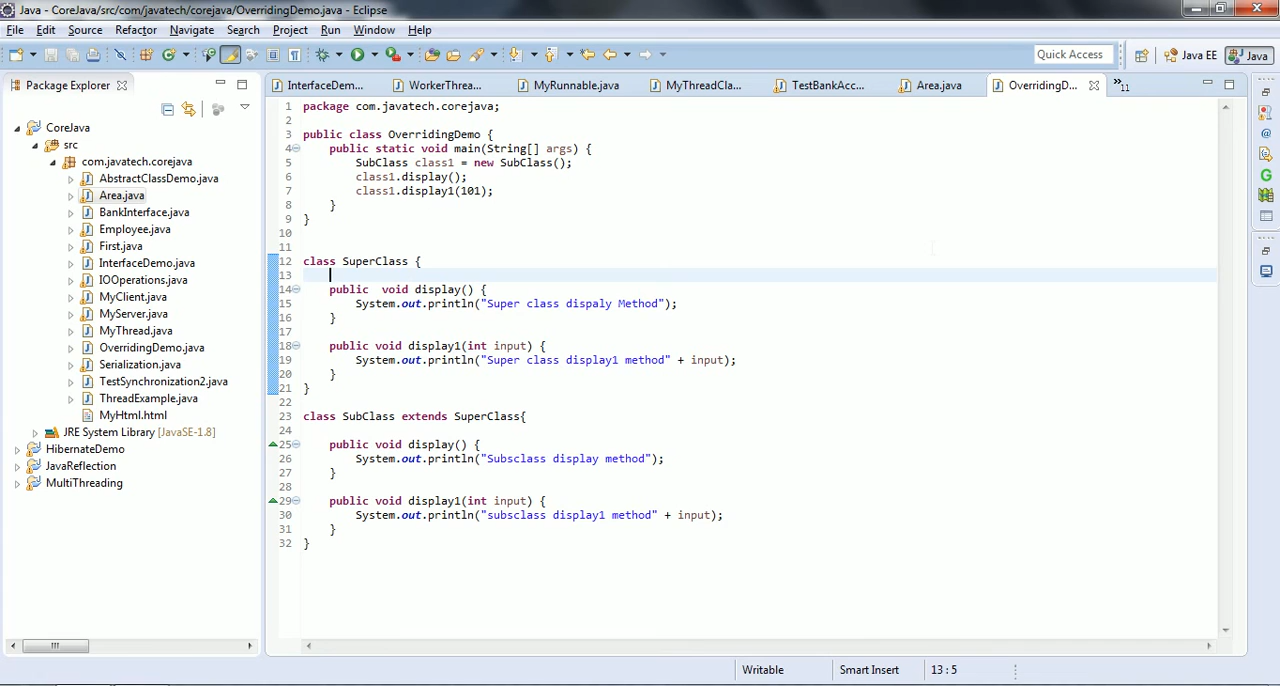 Java - CoreJava/src/com/javatech/corejava/OverridingDemo.java - Eclipse
File Edit Source Refactor Navigate Search Project Run Window Help
Quick Access Java EE Java
Package Explorer
CoreJava
src
com.javatech.corejava
AbstractClassDemo.java
Area.java
BankInterface.java
Employee.java
First.java
InterfaceDemo.java
IOOperations.java
MyClient.java
MyServer.java
MyThread.java
OverridingDemo.java
Serialization.java
TestSynchronization2.java
ThreadExample.java
MyHtml.html
JRE System Library [JavaSE-1.8]
HibernateDemo
JavaReflection
MultiThreading
InterfaceDem... WorkerThrea... MyRunnable.java MyThreadCla... TestBankAcc... Area.java OverridingD... »11
1 package com.javatech.corejava;
2
3 public class OverridingDemo {
4 public static void main(String[] args) {
5 SubClass class1 = new SubClass();
6 class1.display();
7 class1.display1(101);
8 }
9 }
10
11
12 class SuperClass {
13
14 public  void display() {
15 System.out.println("Super class dispaly Method");
16 }
17
18 public void display1(int input) {
19 System.out.println("Super class display1 method" + input);
20 }
21 }
22
23 class SubClass extends SuperClass{
25 public void display() {
26 System.out.println("Subsclass display method");
27 }
28
29 public void display1(int input) {
30 System.out.println("subsclass display1 method" + input);
31 }
32 }
Writable Smart Insert 13 : 5